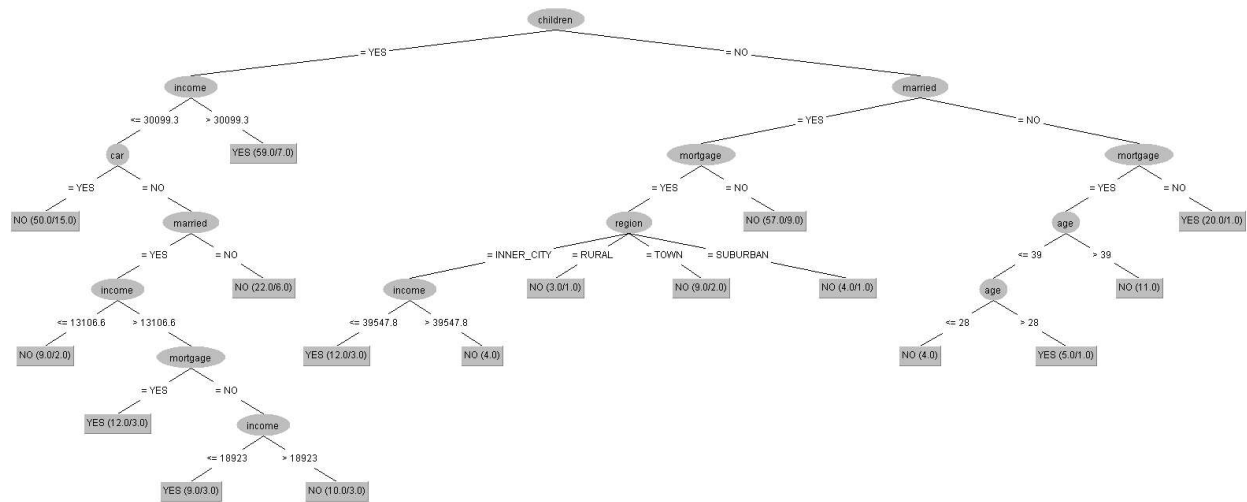 children
= YES
= NO
income
married
<= 30099.3
> 30099.3
= YES
= NO
car
YES (59.0/7.0)
mortgage
mortgage
= YES
= NO
= YES
= NO
= YES
= NO
NO (50.0/15.0)
married
region
NO (57.0/9.0)
age
YES (20.0/1.0)
= YES
= NO
= INNER_CITY
= RURAL
= TOWN
= SUBURBAN
<= 39
> 39
income
NO (22.0/6.0)
income
NO (3.0/1.0)
NO (9.0/2.0)
NO (4.0/1.0)
age
NO (11.0)
<= 13106.6
> 13106.6
<= 39547.8
> 39547.8
<= 28
> 28
NO (9.0/2.0)
mortgage
YES (12.0/3.0)
NO (4.0)
NO (4.0)
YES (5.0/1.0)
= YES
= NO
YES (12.0/3.0)
income
<= 18923
> 18923
YES (9.0/3.0)
NO (10.0/3.0)